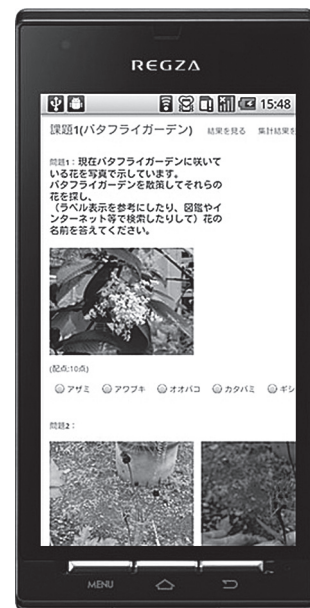 REGZA
15:48
課題1(バタフライガーデン) 結果を見る 集計結果を
問題1：現在バタフライガーデンに咲いて
いる花を写真で示しています。
バタフライガーデンを散策してそれらの
花を探し、
（ラベル表示を参考にしたり、図鑑やイ
ンターネット等で検索したりして）花の
名前を答えてください。
(配点:10点)
アザミ アワブキ オオバコ カタバミ ギシ
問題2：
MENU